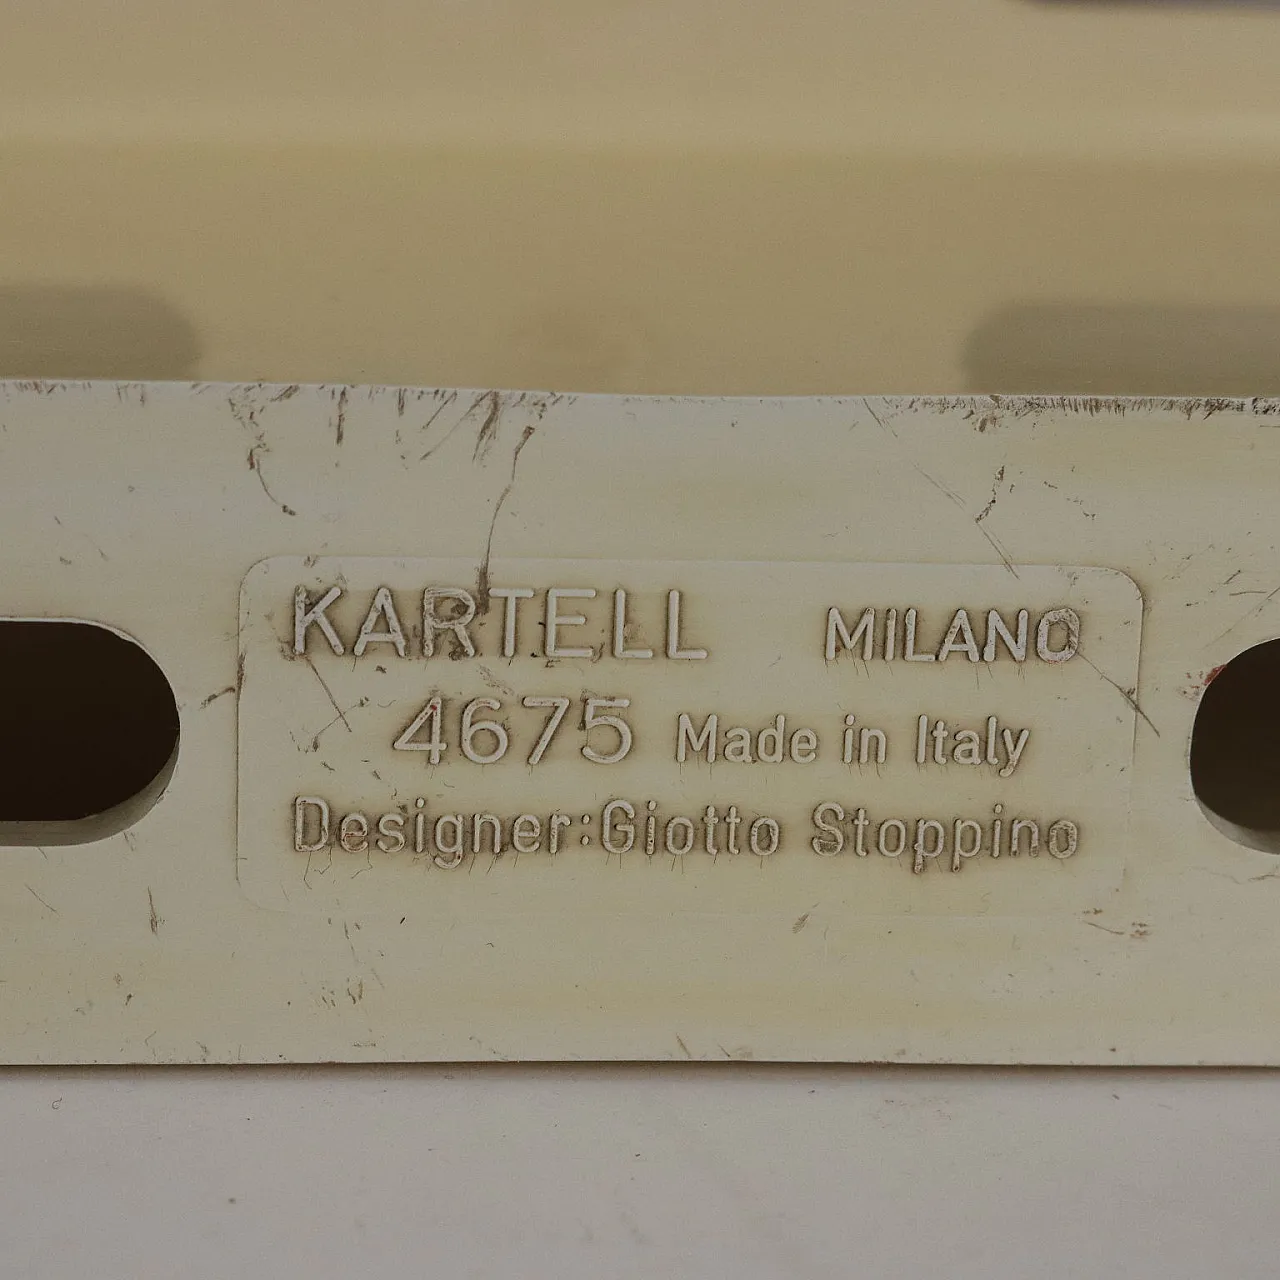 KARTELL MILANO
4675 Made in Italy
Designer:Giotto Stoppino